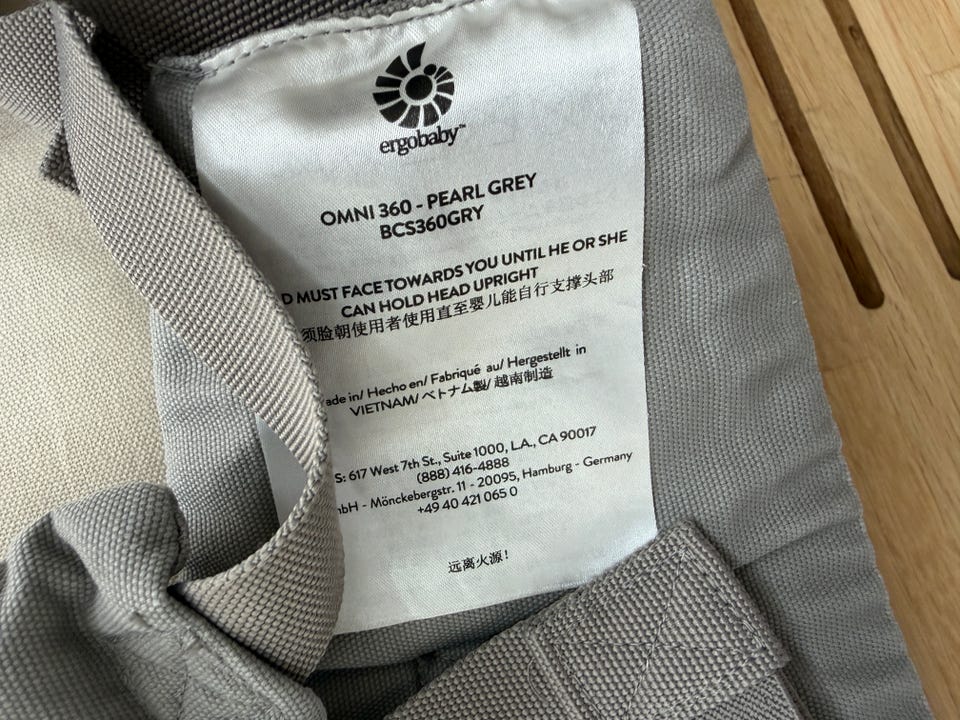 ergobaby™
OMNI 360 - PEARL GREY
BCS360GRY
MUST FACE TOWARDS YOU UNTIL HE OR SHE
CAN HOLD HEAD UPRIGHT
须脸朝使用者使用直至婴儿能自行支撑头部
in/ Hecho en/ Fabriqué au/ Hergestellt in
VIETNAM/ ベトナム製/ 越南制造
617 West 7th St., Suite 1000, L.A., CA 90017
(888) 416-4888
- Mönckebergstr. 11 - 20095, Hamburg - Germany
+49 40 421 065 0
远离火源!